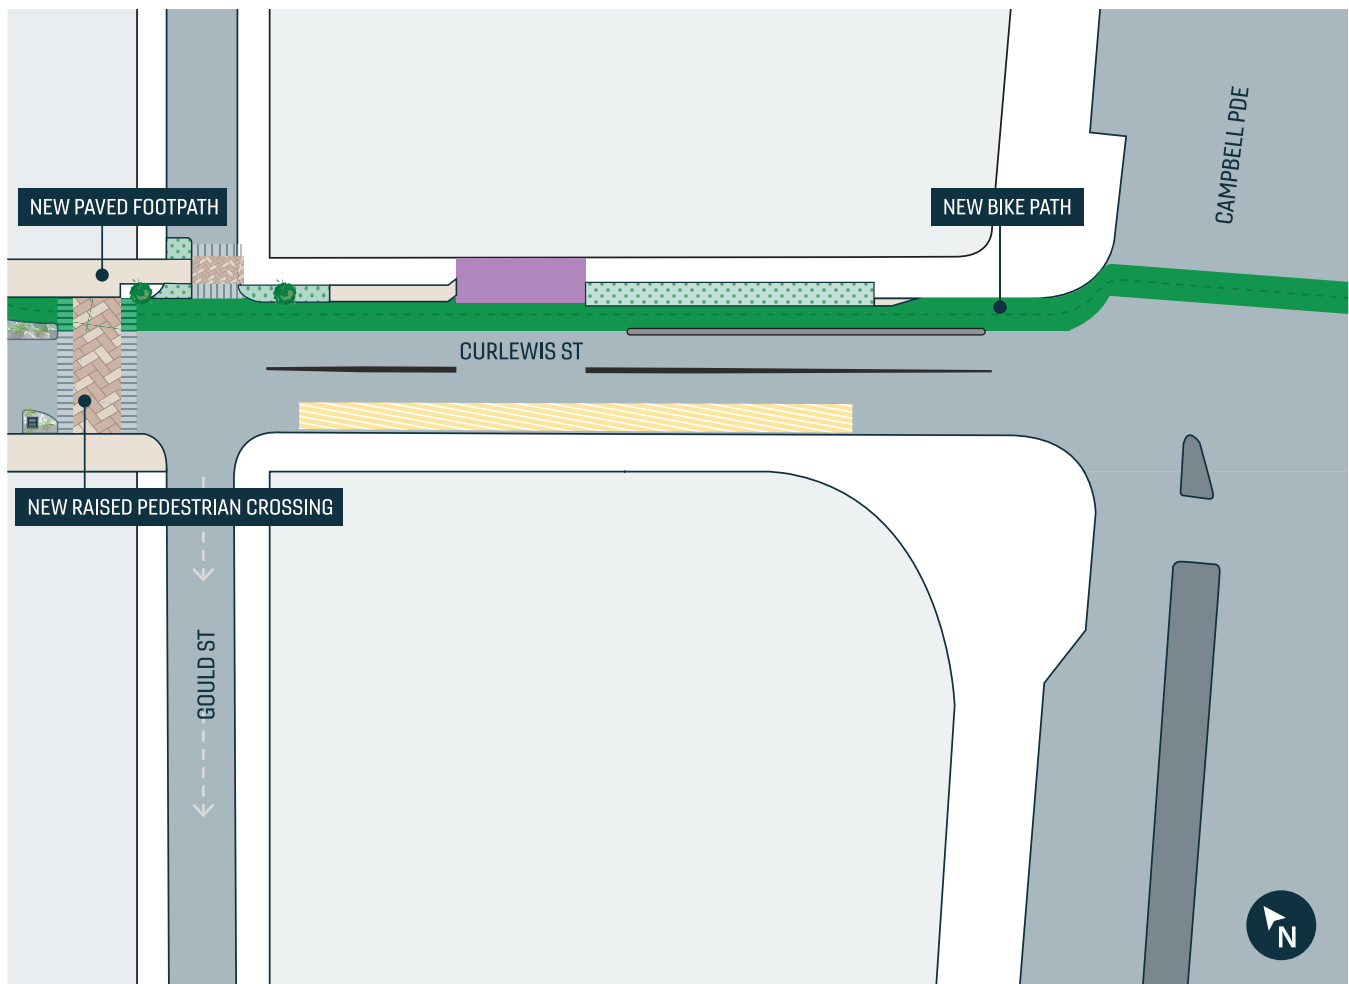 CAMPBELL PDE
NEW PAVED FOOTPATH
NEW BIKE PATH
CURLEWIS ST
NEW RAISED PEDESTRIAN CROSSING
GOULD ST
N